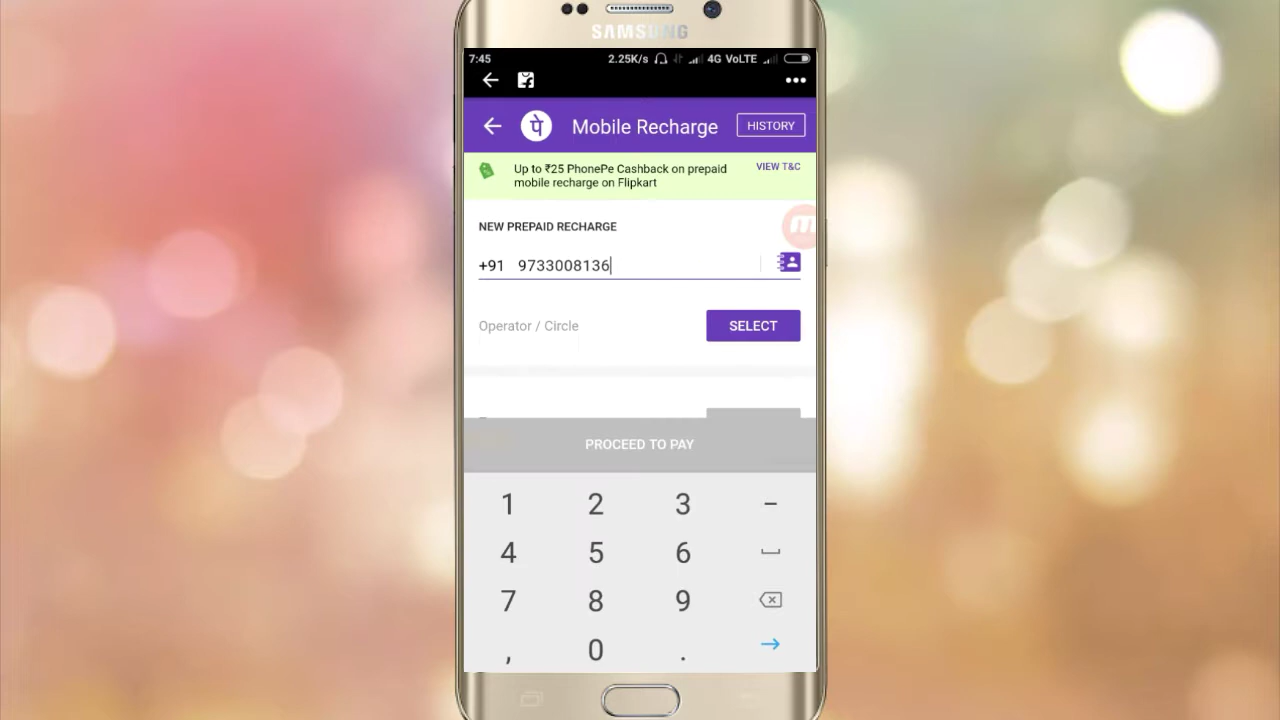 SAMSUNG
7:45 2.25K/s 4G VoLTE
पे Mobile Recharge HISTORY
Up to ₹25 PhonePe Cashback on prepaid VIEW T&C
mobile recharge on Flipkart
NEW PREPAID RECHARGE
+91 9733008136
Operator / Circle SELECT
PROCEED TO PAY
1 2 3 –
4 5 6
7 8 9
, 0 .